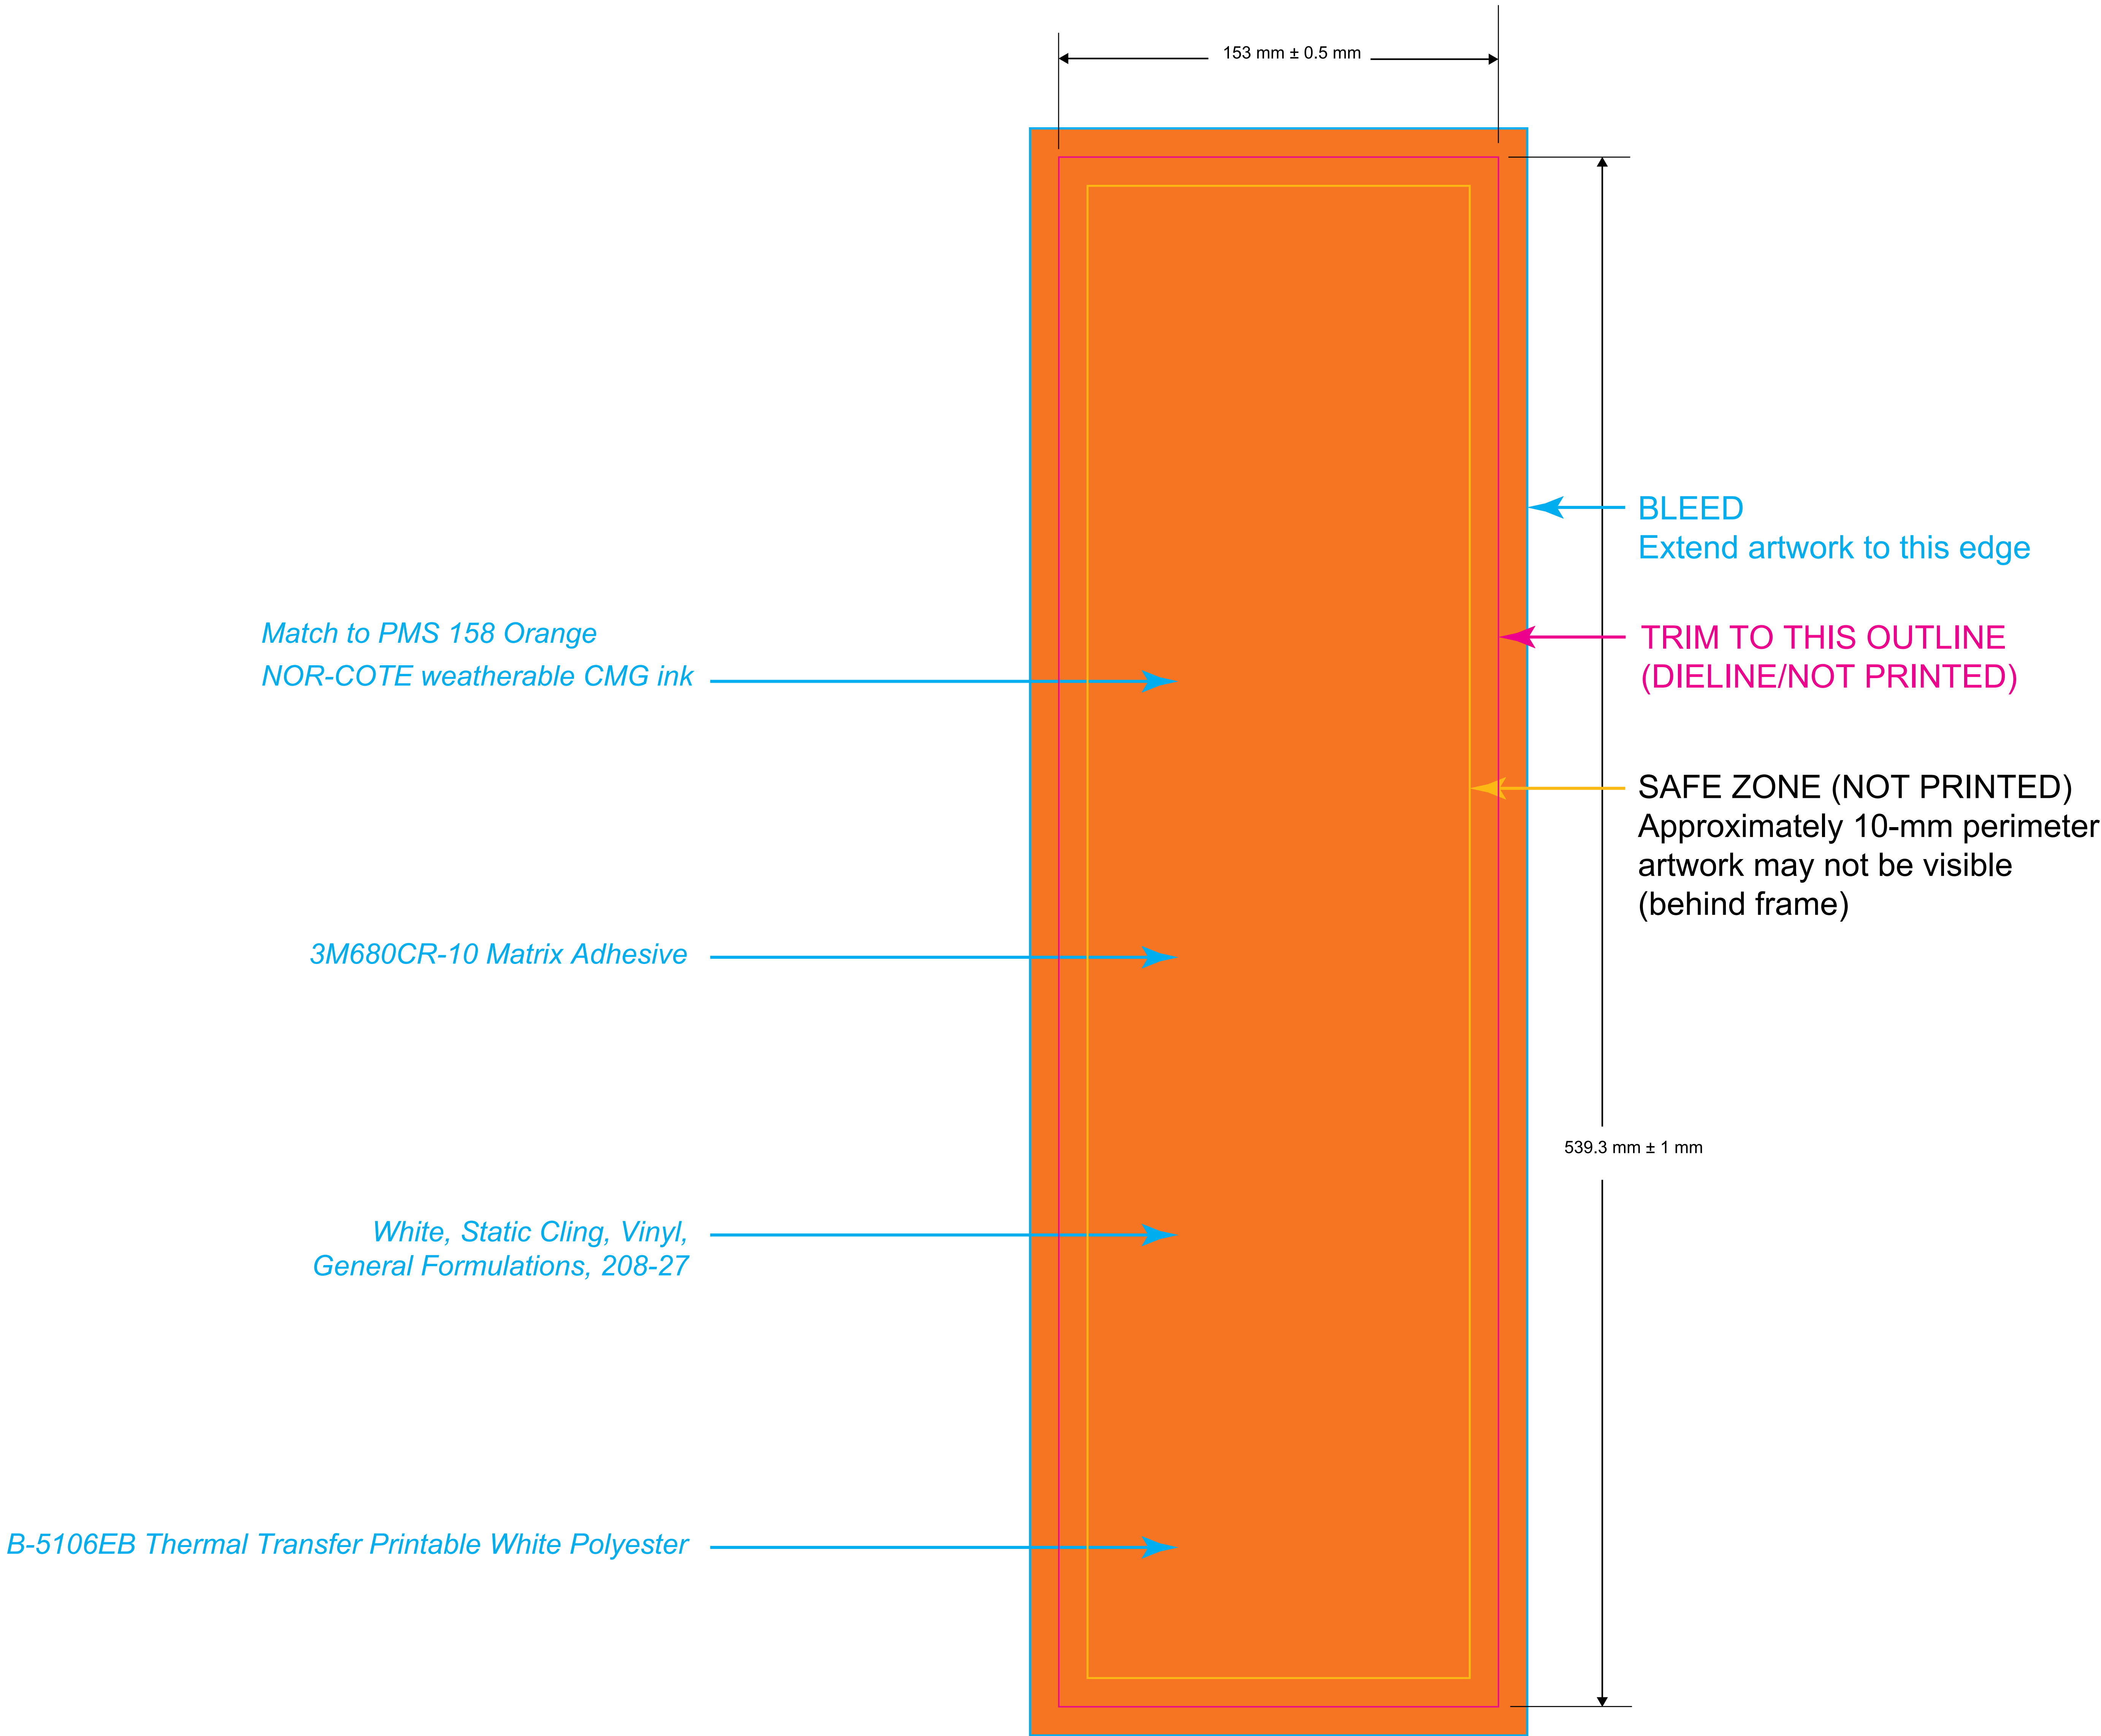 153 mm ± 0.5 mm
BLEED
Extend artwork to this edge
Match to PMS 158 Orange
NOR-COTE weatherable CMG ink
TRIM TO THIS OUTLINE
(DIELINE/NOT PRINTED)
SAFE ZONE (NOT PRINTED)
Approximately 10-mm perimeter
artwork may not be visible
(behind frame)
3M680CR-10 Matrix Adhesive
539.3 mm ± 1 mm
White, Static Cling, Vinyl,
General Formulations, 208-27
B-5106EB Thermal Transfer Printable White Polyester